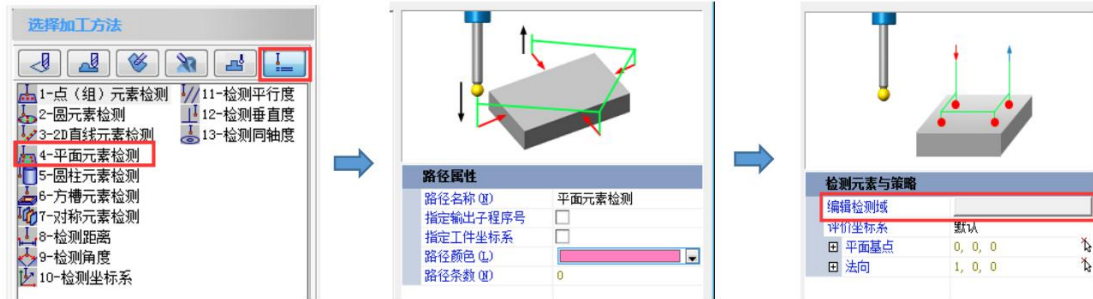 选择加工方法
1-点（组）元素检测
2-圆元素检测
3-2D直线元素检测
4-平面元素检测
5-圆柱元素检测
6-方槽元素检测
7-对称元素检测
8-检测距离
9-检测角度
10-检测坐标系
11-检测平行度
12-检测垂直度
13-检测同轴度
路径属性
路径名称(N) 平面元素检测
指定输出子程序号
指定工件坐标系
路径颜色(L)
路径条数(N) 0
检测元素与策略
编辑检测域
评价坐标系 默认
平面基点 0, 0, 0
法向 1, 0, 0